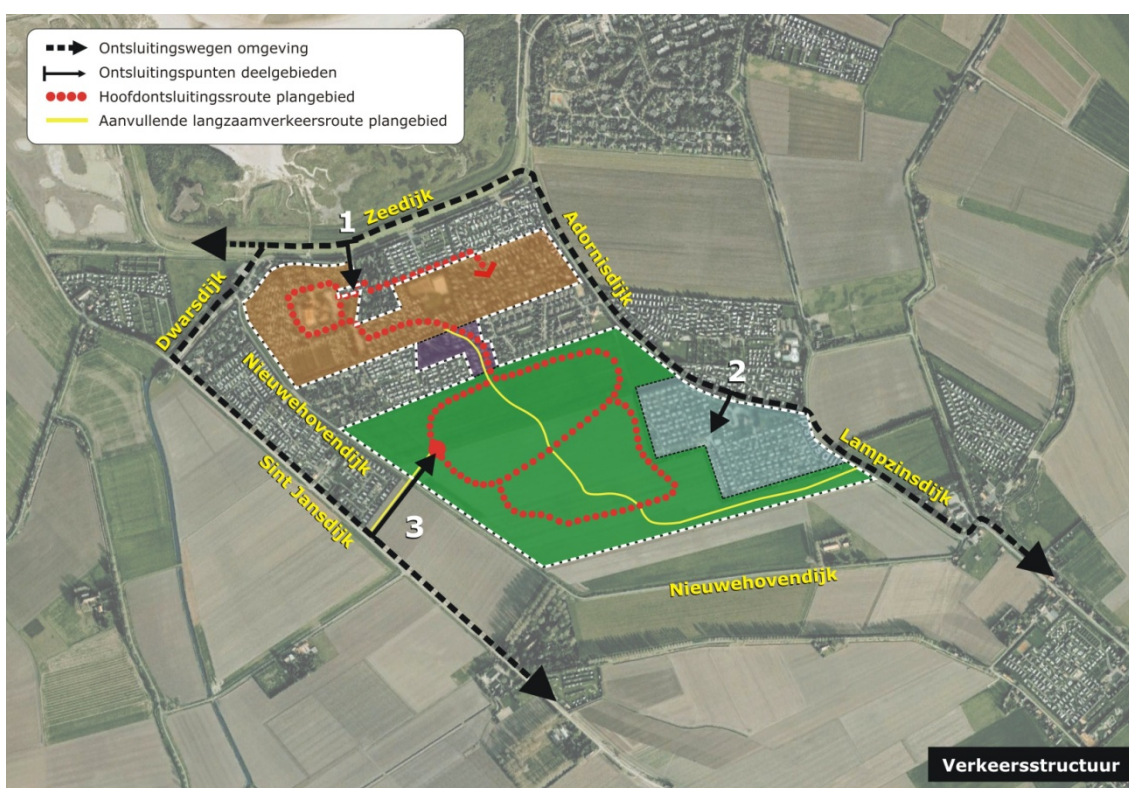 Ontsluitingswegen omgeving
Ontsluitingspunten deelgebieden
Hoofdontsluitingssroute plangebied
Aanvullende langzaamverkeersroute plangebied
1
Zeedijk
Adornisdijk
Dwarsdijk
Nieuwehovendijk
2
Sint Jansdijk
Lampzinsdijk
3
Nieuwehovendijk
Verkeersstructuur